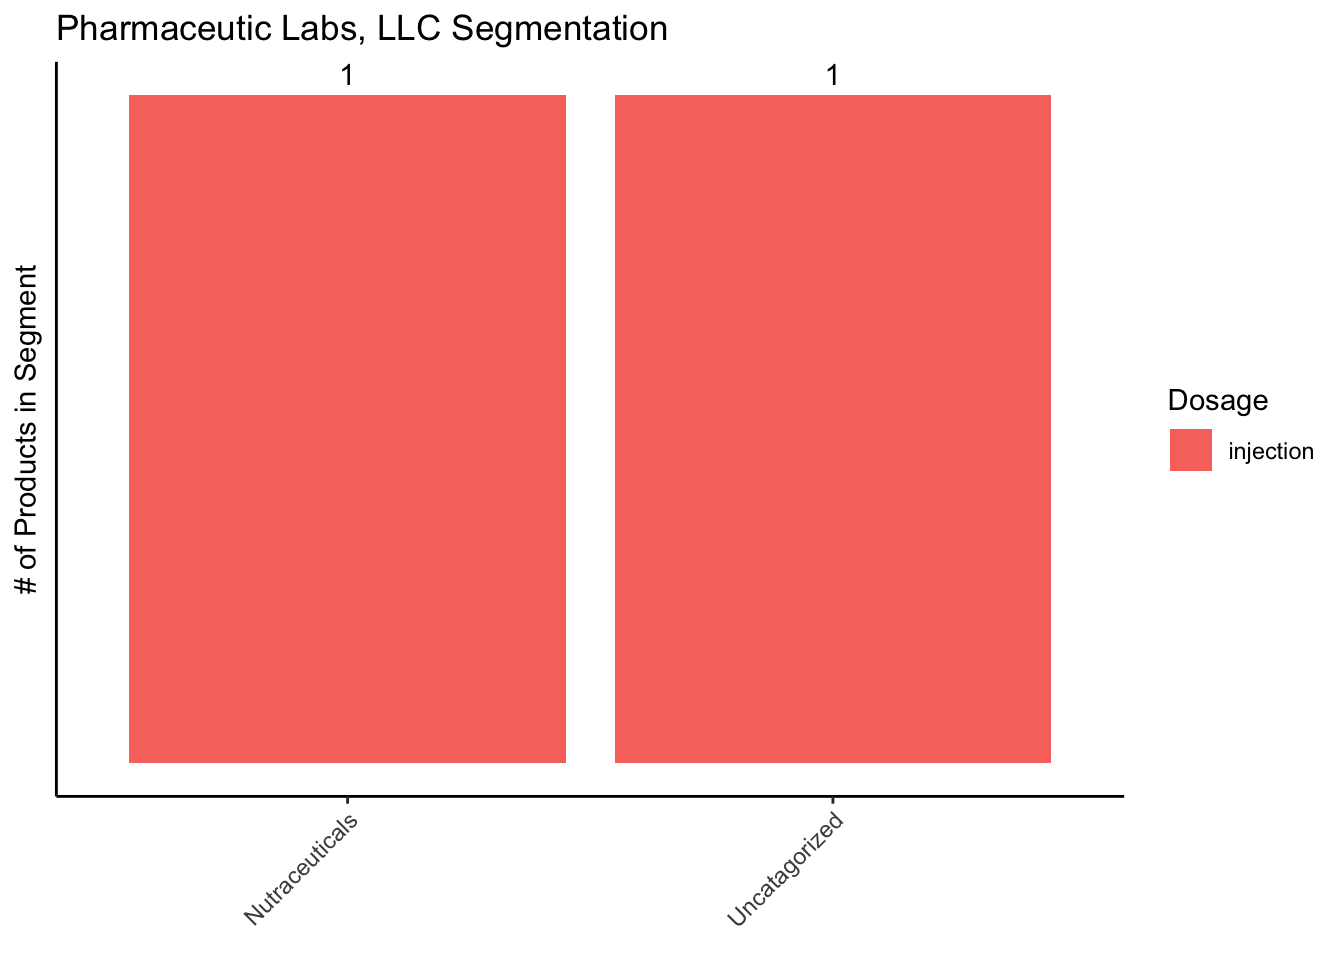 Pharmaceutic Labs, LLC Segmentation
1
1
# of Products in Segment
Dosage
injection
Nutraceuticals
Uncatagorized